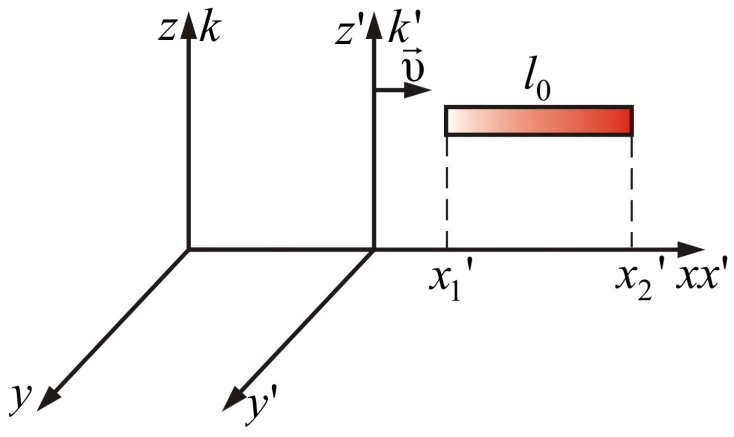 z k z' k'
υ⃗
l₀
x₁' x₂' xx'
y y'